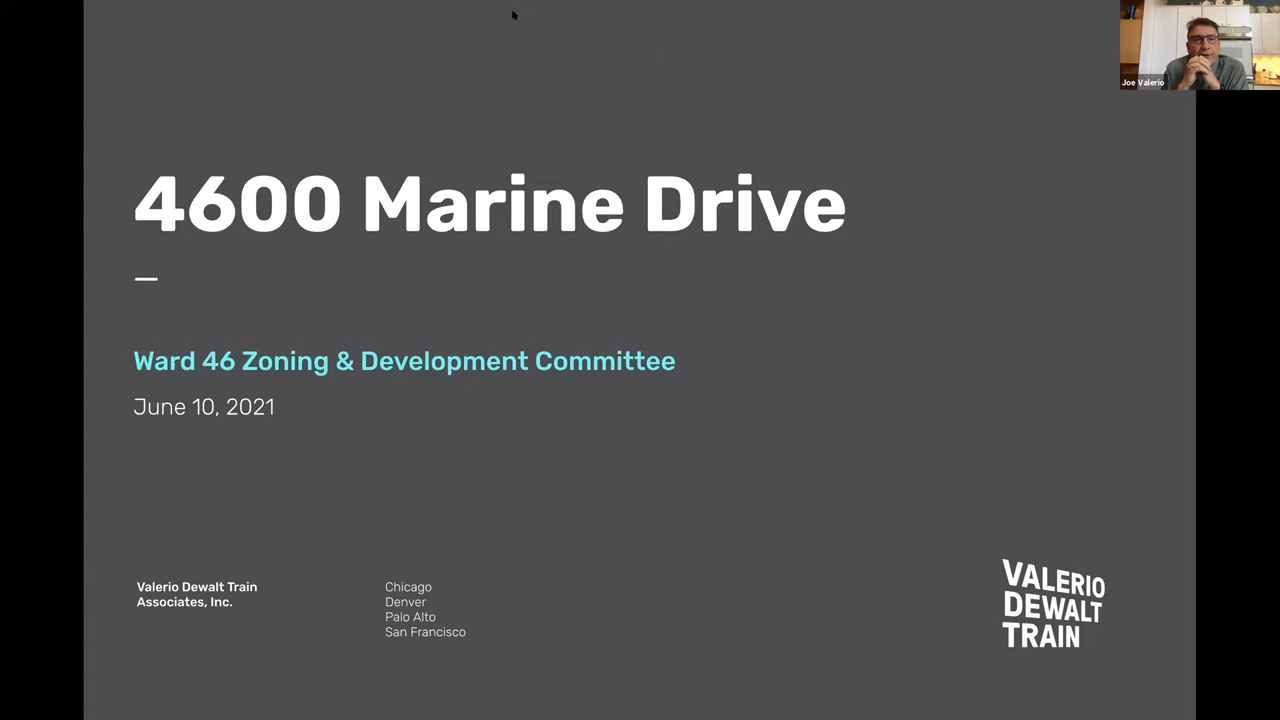 Joe Valerio
4600 Marine Drive
Ward 46 Zoning & Development Committee
June 10, 2021
Valerio Dewalt Train
Associates, Inc.
Chicago
Denver
Palo Alto
San Francisco
VALERIO
DEWALT
TRAIN